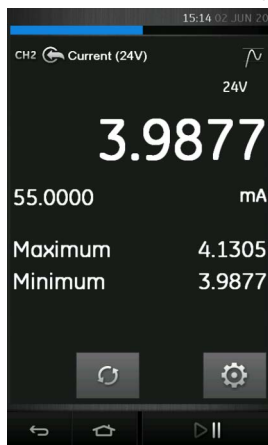 15:14 02 JUN 20
CH2 Current (24V)
24V
3.9877
55.0000 mA
Maximum 4.1305
Minimum 3.9877